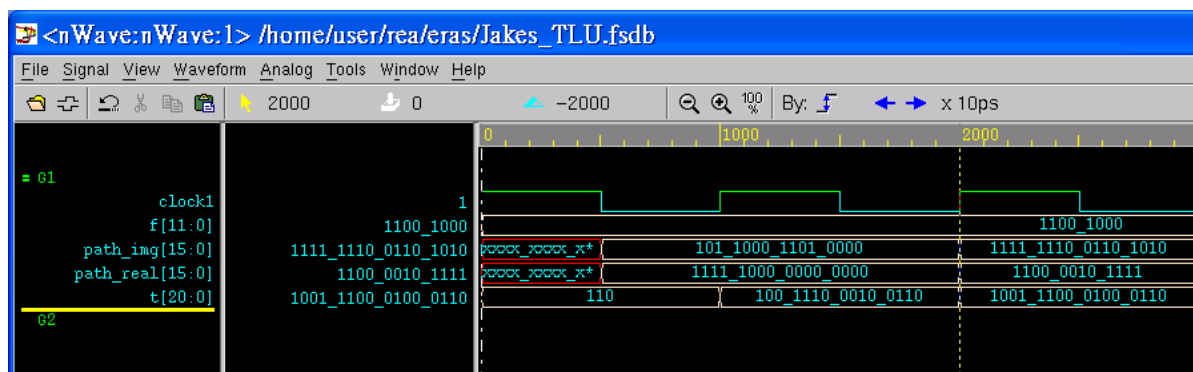 <nWave:nWave:1> /home/user/rea/eras/Jakes_TLU.fsdb
File Signal View Waveform Analog Tools Window Help
2000 0 -2000 100 % By: x 10ps
0 1000 2000
= G1
clock1 1
f[11:0] 1100_1000 1100_1000
path_img[15:0] 1111_1110_0110_1010 xxxx_xxxx_x* 101_1000_1101_0000 1111_1110_0110_1010
path_real[15:0] 1100_0010_1111 xxxx_xxxx_x* 1111_1000_0000_0000 1100_0010_1111
t[20:0] 1001_1100_0100_0110 110 100_1110_0010_0110 1001_1100_0100_0110
G2